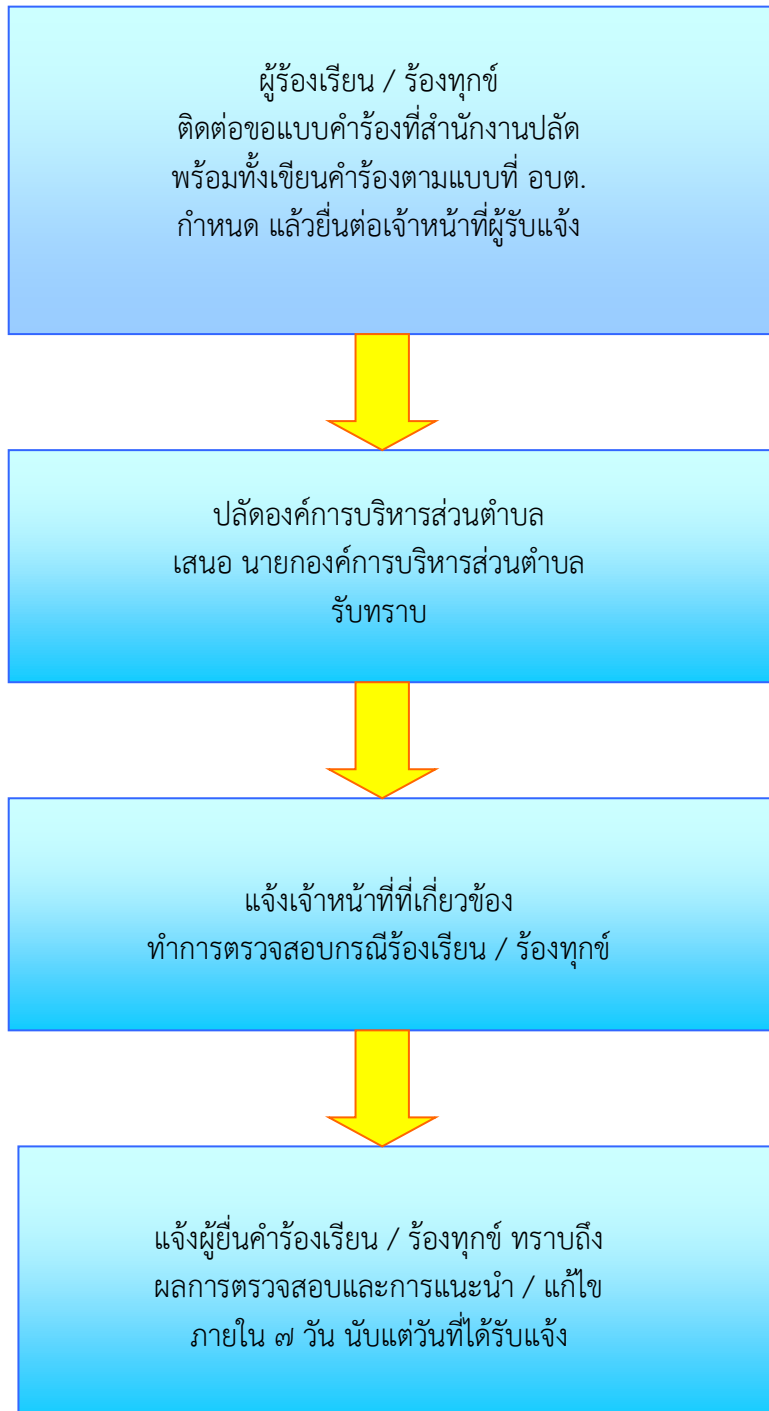 ผู้ร้องเรียน / ร้องทุกข์
ติดต่อขอแบบคำร้องที่สำนักงานปลัด
พร้อมทั้งเขียนคำร้องตามแบบที่ อบต.
กำหนด แล้วยื่นต่อเจ้าหน้าที่ผู้รับแจ้ง
ปลัดองค์การบริหารส่วนตำบล
เสนอ นายกองค์การบริหารส่วนตำบล
รับทราบ
แจ้งเจ้าหน้าที่ที่เกี่ยวข้อง
ทำการตรวจสอบกรณีร้องเรียน / ร้องทุกข์
แจ้งผู้ยื่นคำร้องเรียน / ร้องทุกข์ ทราบถึง
ผลการตรวจสอบและการแนะนำ / แก้ไข
ภายใน ๗ วัน นับแต่วันที่ได้รับแจ้ง